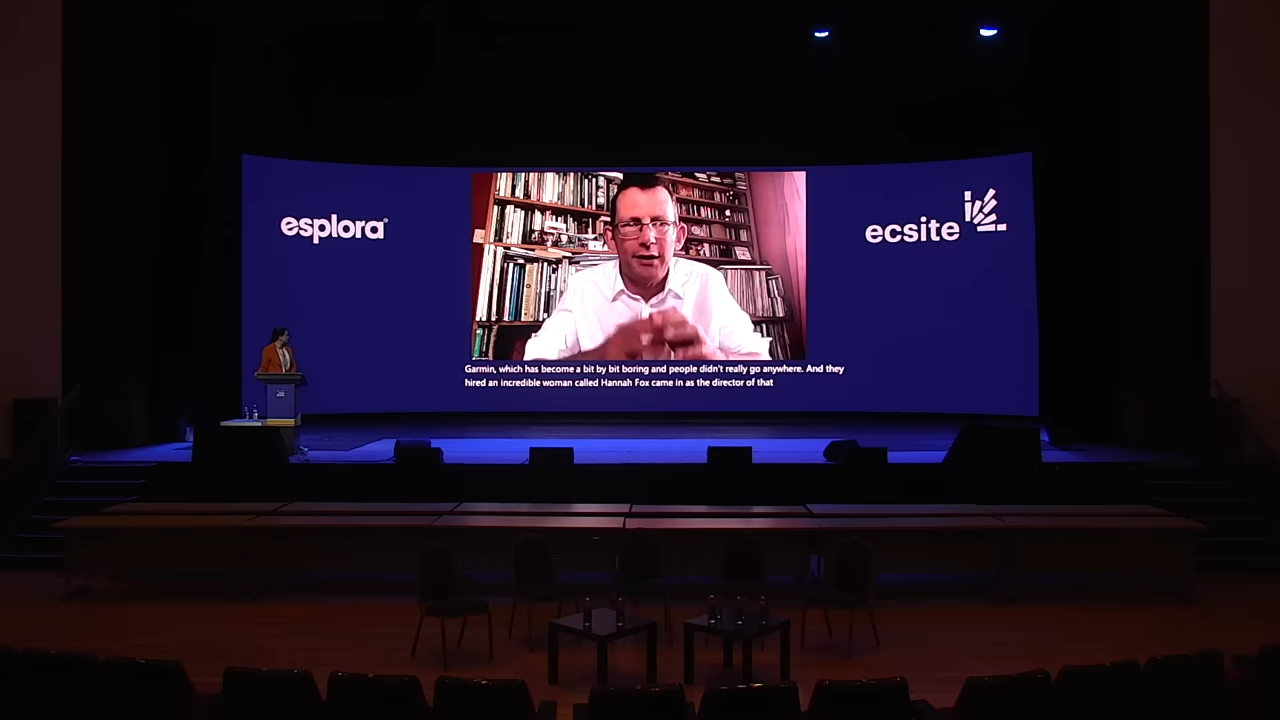 esplora
ecsite
Garmin, which has become a bit by bit boring and people didn't really go anywhere. And they
hired an incredible woman called Hannah Fox came in as the director of that